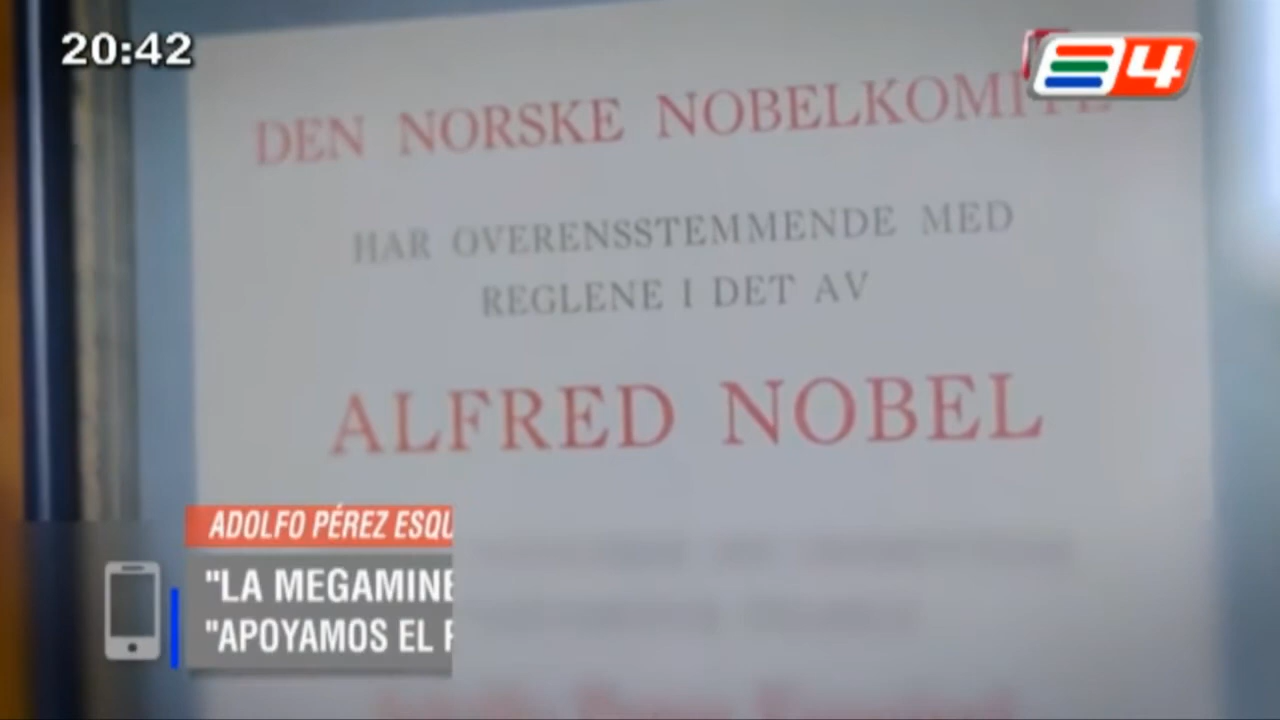 20:42
4
DEN NORSKE NOBELKOMITE
HAR OVERENSSTEMMENDE MED
REGLENE I DET AV
ALFRED NOBEL
ADOLFO PÉREZ ESQU
"LA MEGAMINE
"APOYAMOS EL